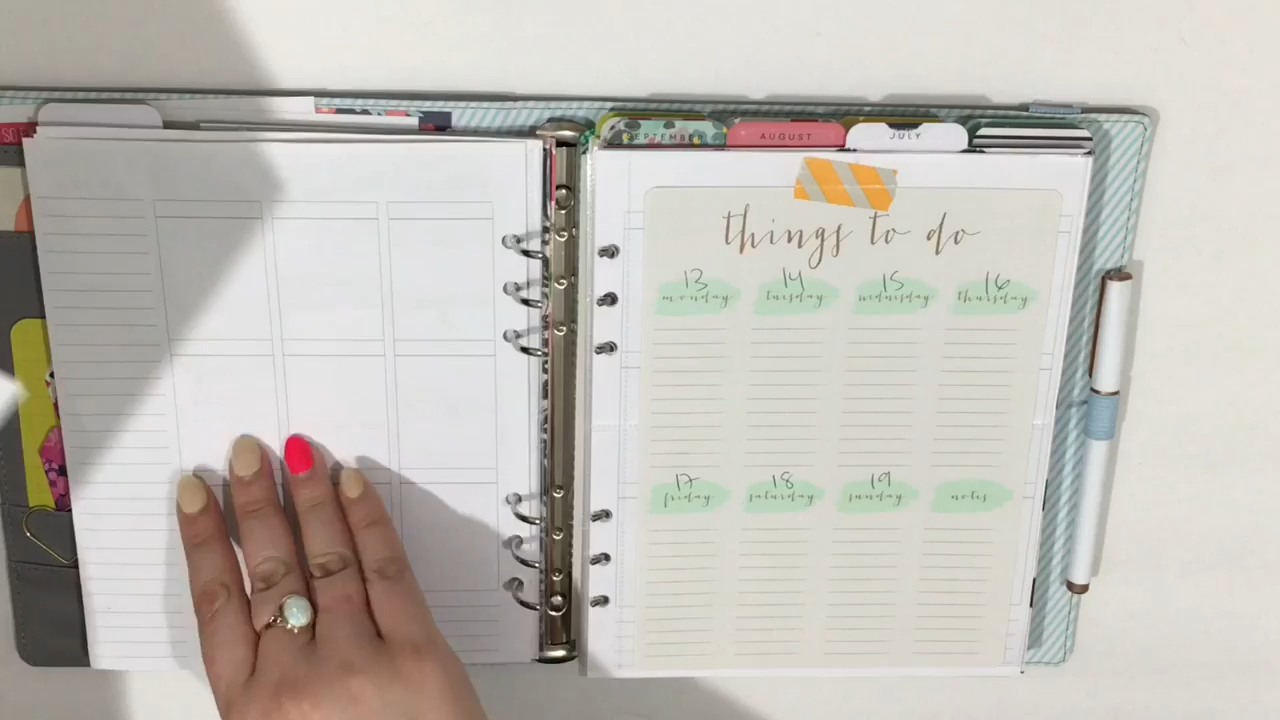 SEPTEMBER AUGUST JULY
things to do
13 14 15 16
monday tuesday wednesday thursday
17 18 19
friday saturday sunday notes